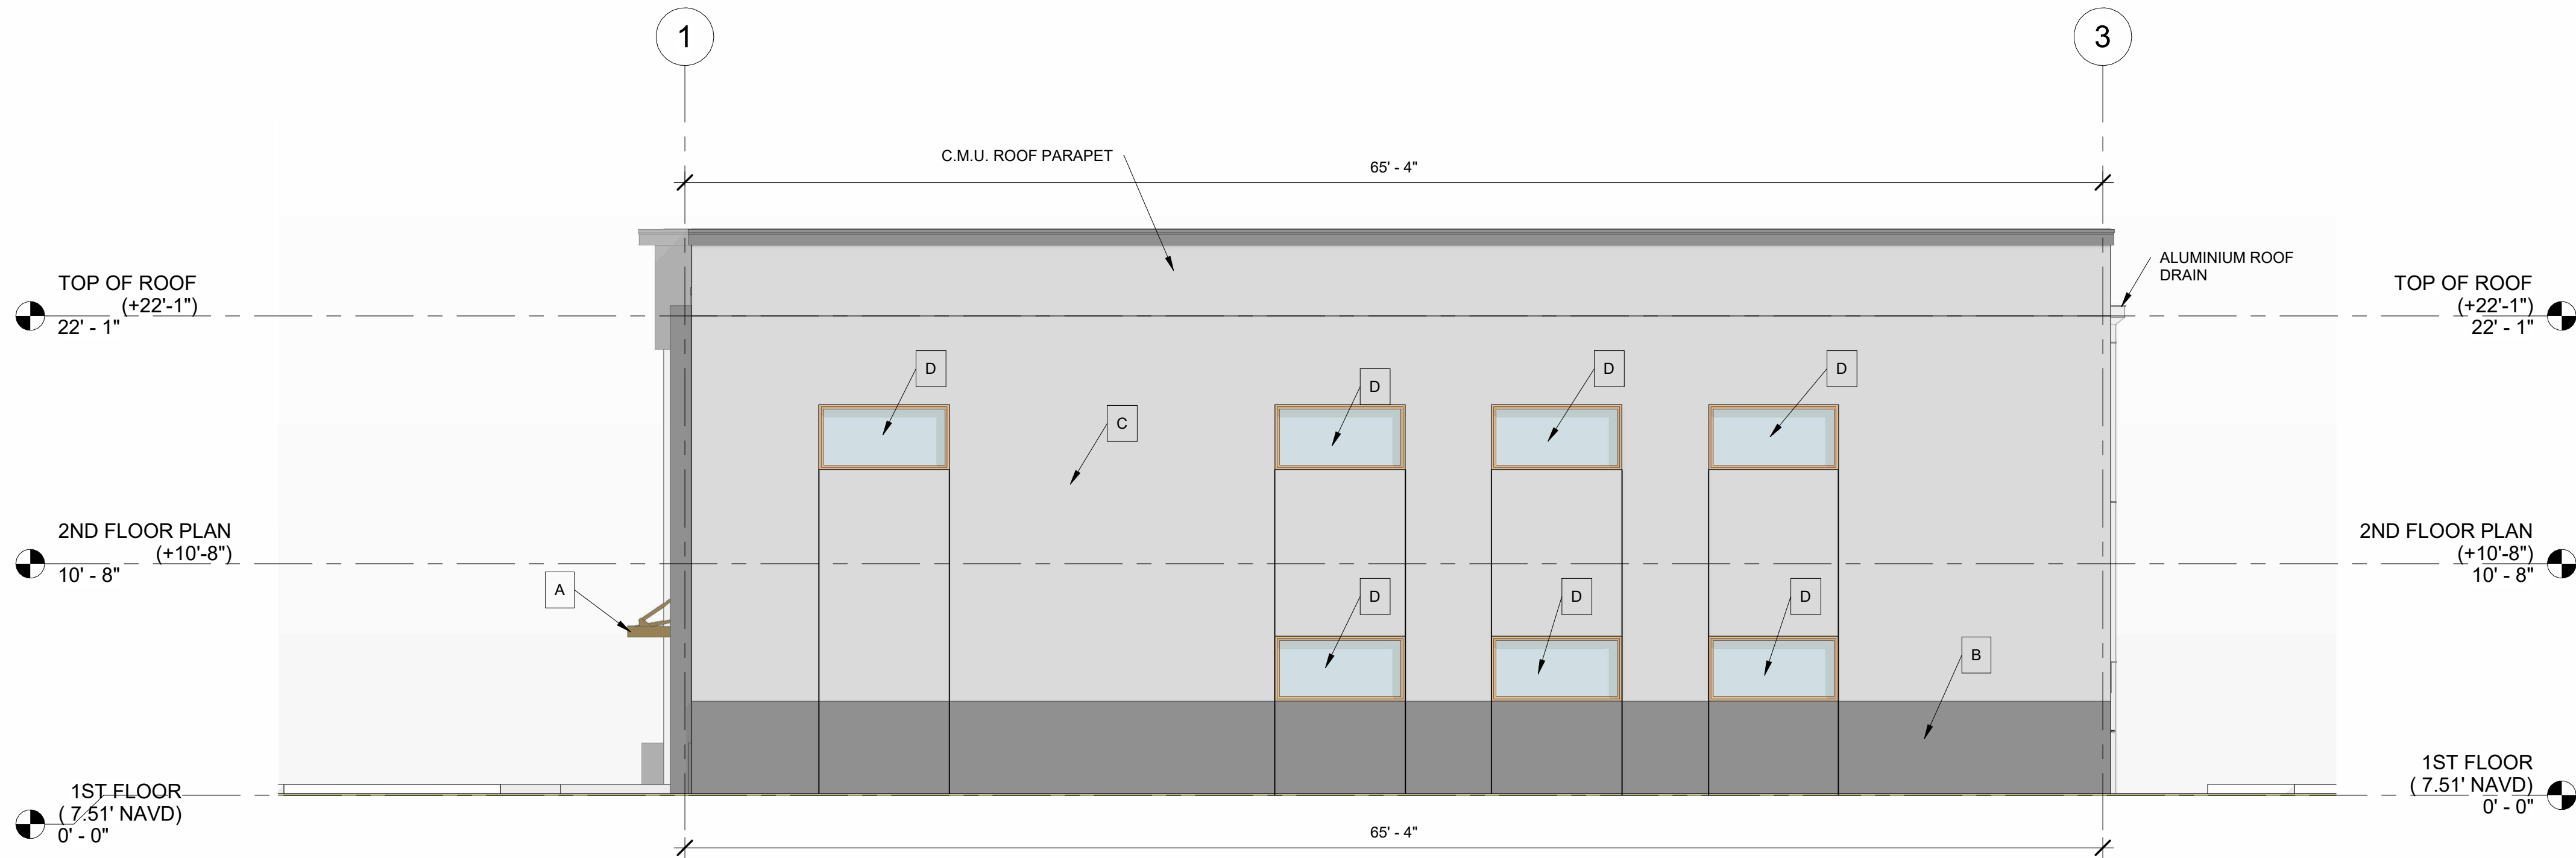 1
3
C.M.U. ROOF PARAPET
65' - 4"
ALUMINIUM ROOF
DRAIN
TOP OF ROOF
(+22'-1")
22' - 1"
TOP OF ROOF
(+22'-1")
22' - 1"
D
D
D
D
C
2ND FLOOR PLAN
(+10'-8")
10' - 8"
2ND FLOOR PLAN
(+10'-8")
10' - 8"
A
D
D
D
B
1ST FLOOR
( 7.51' NAVD)
0' - 0"
1ST FLOOR
( 7.51' NAVD)
0' - 0"
65' - 4"